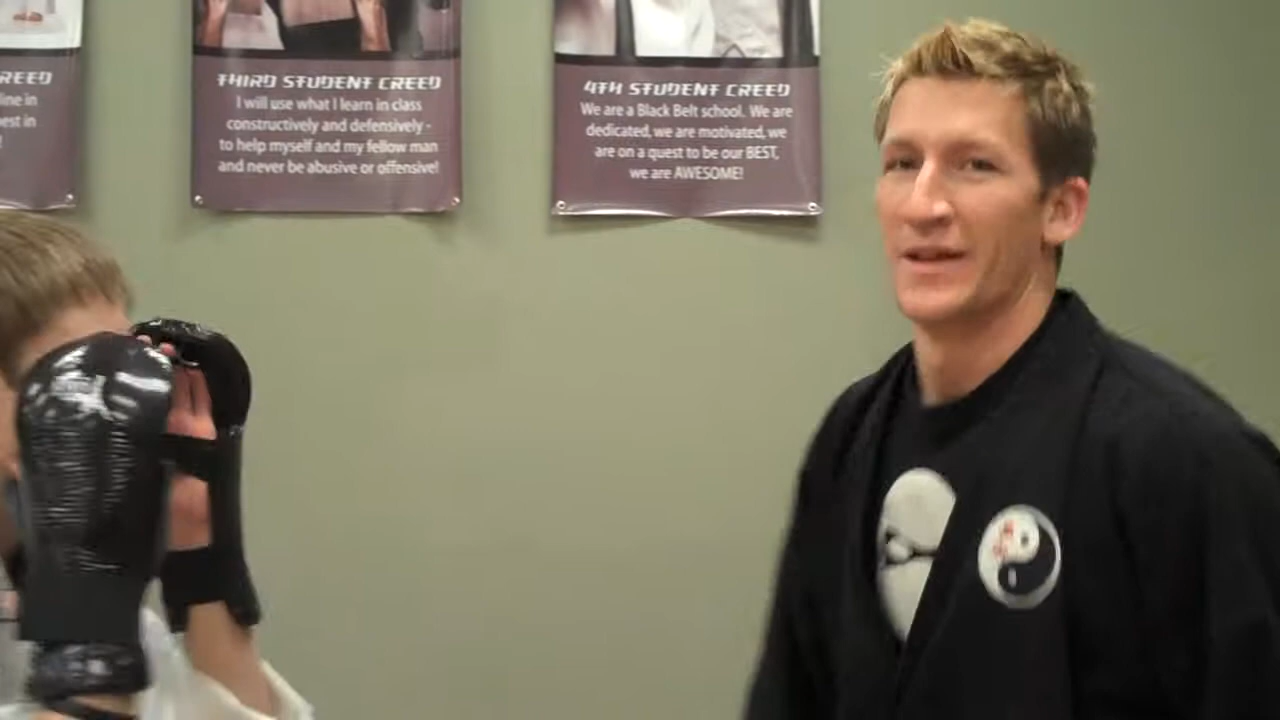 REED
line in
est in
!
THIRD STUDENT CREED
I will use what I learn in class
constructively and defensively -
to help myself and my fellow man
and never be abusive or offensive!
4TH STUDENT CREED
We are a Black Belt school. We are
dedicated, we are motivated, we
are on a quest to be our BEST,
we are AWESOME!